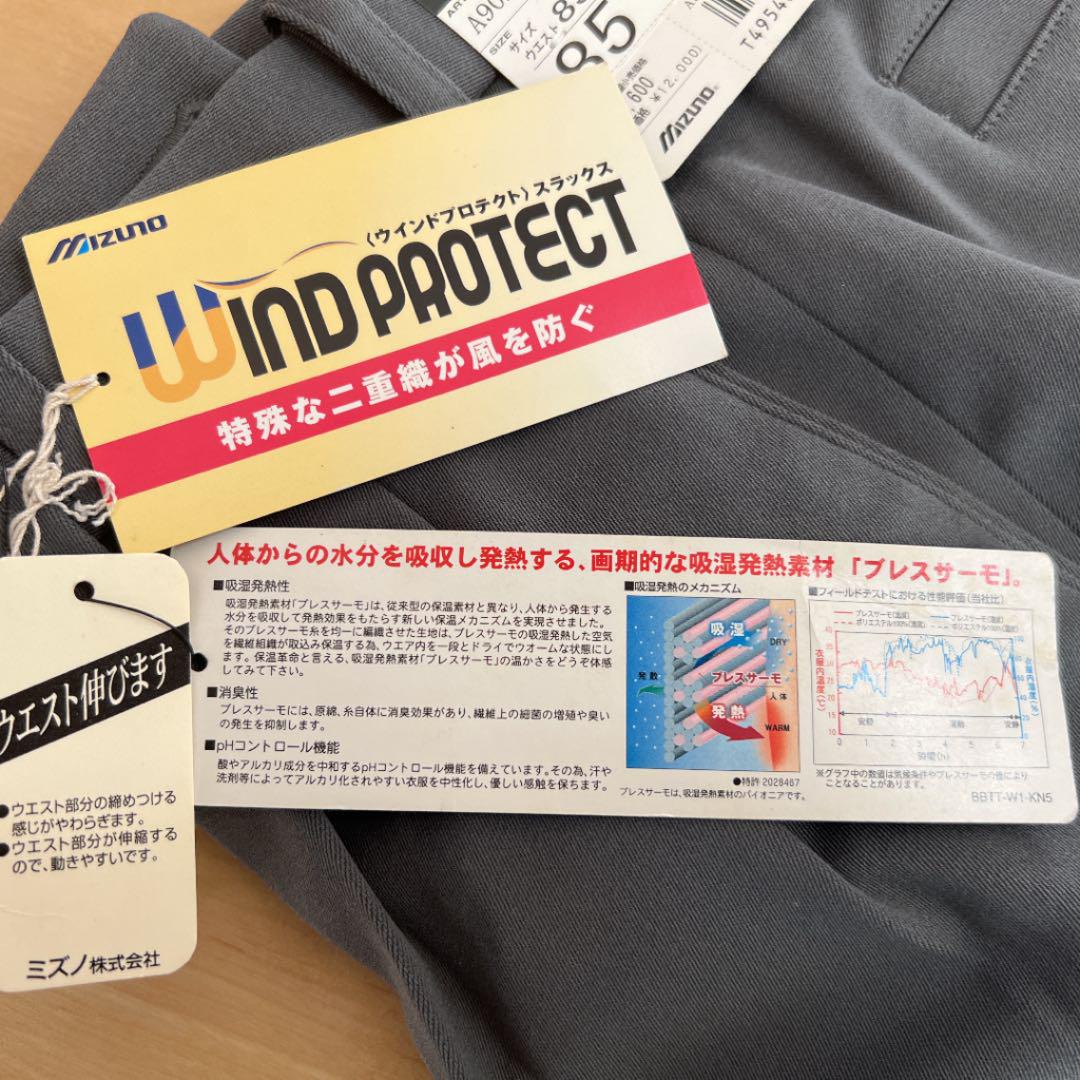 サイズ
SIZE
ウエスト
85
600
¥12,000)
MIZUNO
MIZUNO
〈ウインドプロテクト〉スラックス
WIND PROTECT
特殊な二重織が風を防ぐ
人体からの水分を吸収し発熱する、画期的な吸湿発熱素材「ブレスサーモ」。
■吸湿発熱性
吸湿発熱素材「ブレスサーモ」は、従来型の保温素材と異なり、人体から発生する
水分を吸収して発熱効果をもたらす新しい保温メカニズムを実現させました。
そのブレスサーモ糸を均一に編織させた生地は、ブレスサーモの吸湿発熱した空気
を繊維組織が取込み保温する為、ウエア内を一段とドライでウオームな状態にし
ます。保温革命と言える、吸湿発熱素材「ブレスサーモ」の温かさをどうぞ体感
してみて下さい。
■消臭性
ブレスサーモには、原綿、糸自体に消臭効果があり、繊維上の細菌の増殖や臭い
の発生を抑制します。
■pHコントロール機能
酸やアルカリ成分を中和するpHコントロール機能を備えています。その為、汗や
洗剤等によってアルカリ化されやすい衣服を中性化し、優しい感触を保ちます。
■吸湿発熱のメカニズム
吸湿
DRY
ブレスサーモ
発散
人体
発熱
WARM
●特許 2028467
ブレスサーモは、吸湿発熱素材のパイオニアです。
■フィールドテストにおける性能評価(当社比)
衣服内温度(℃)
安静
運動
安静
0 1 2 3 4 5 6 7
時間(h)
※グラフ中の数値は気候条件やブレスサーモの量により
ことなることがあります。
BBTT-W1-KN5
ウエスト伸びます
●ウエスト部分の締めつける
感じがやわらぎます。
●ウエスト部分が伸縮する
ので、動きやすいです。
ミズノ株式会社